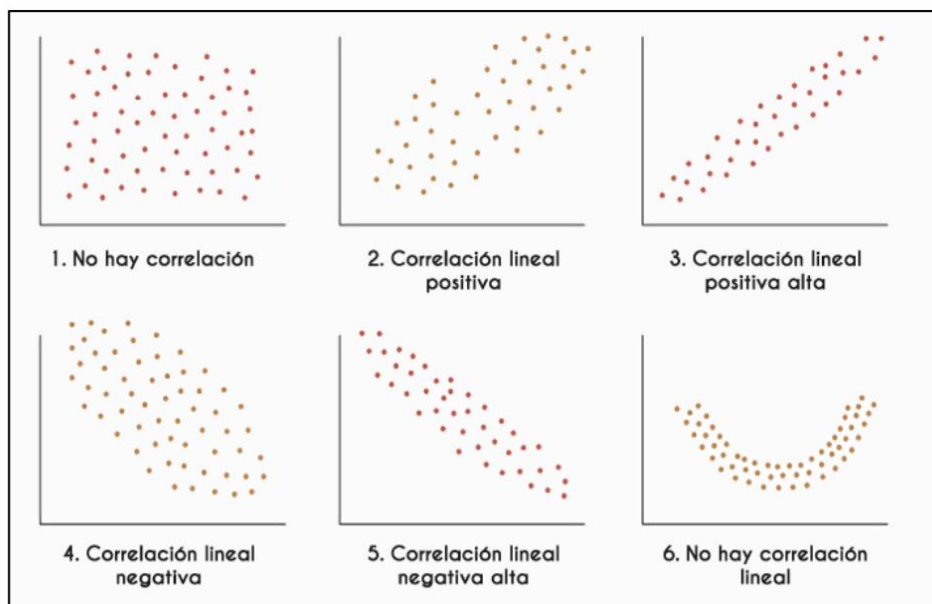 1. No hay correlación
2. Correlación lineal
positiva
3. Correlación lineal
positiva alta
4. Correlación lineal
negativa
5. Correlación lineal
negativa alta
6. No hay correlación
lineal